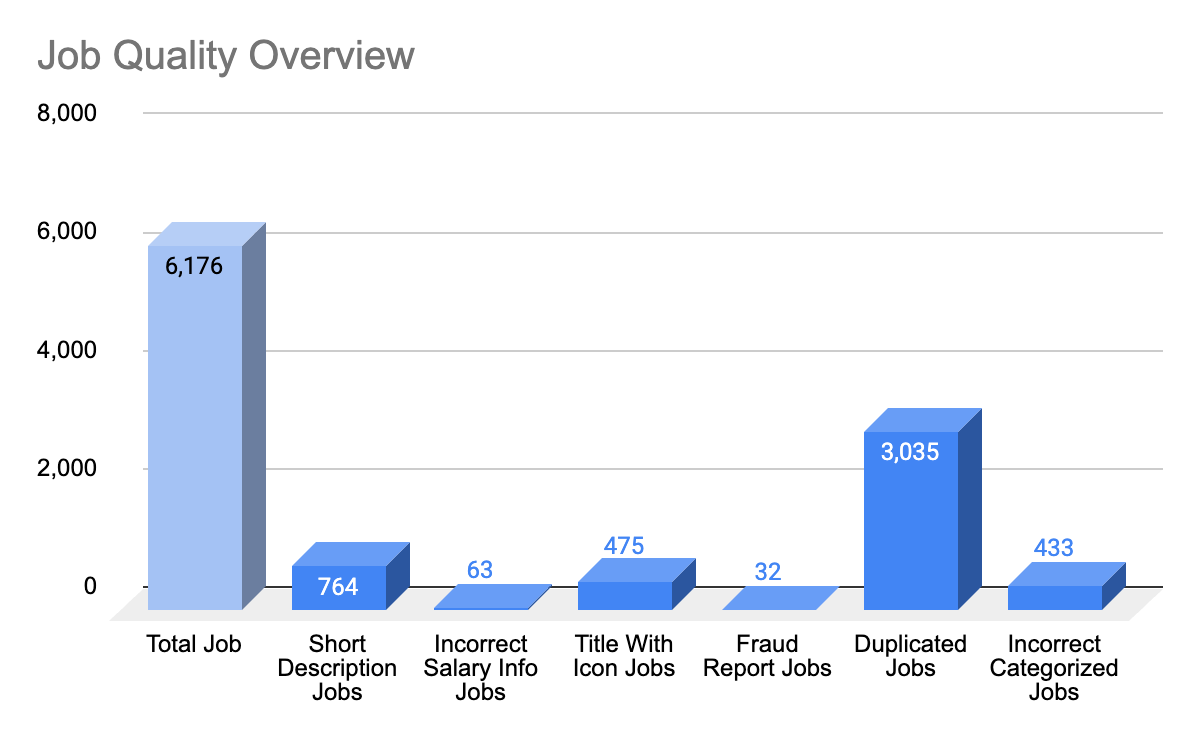 Job Quality Overview
8,000
6,000
4,000
2,000
0
6,176
764
63
475
32
3,035
433
Total Job
Short
Description
Jobs
Incorrect
Salary Info
Jobs
Title With
Icon Jobs
Fraud
Report Jobs
Duplicated
Jobs
Incorrect
Categorized
Jobs